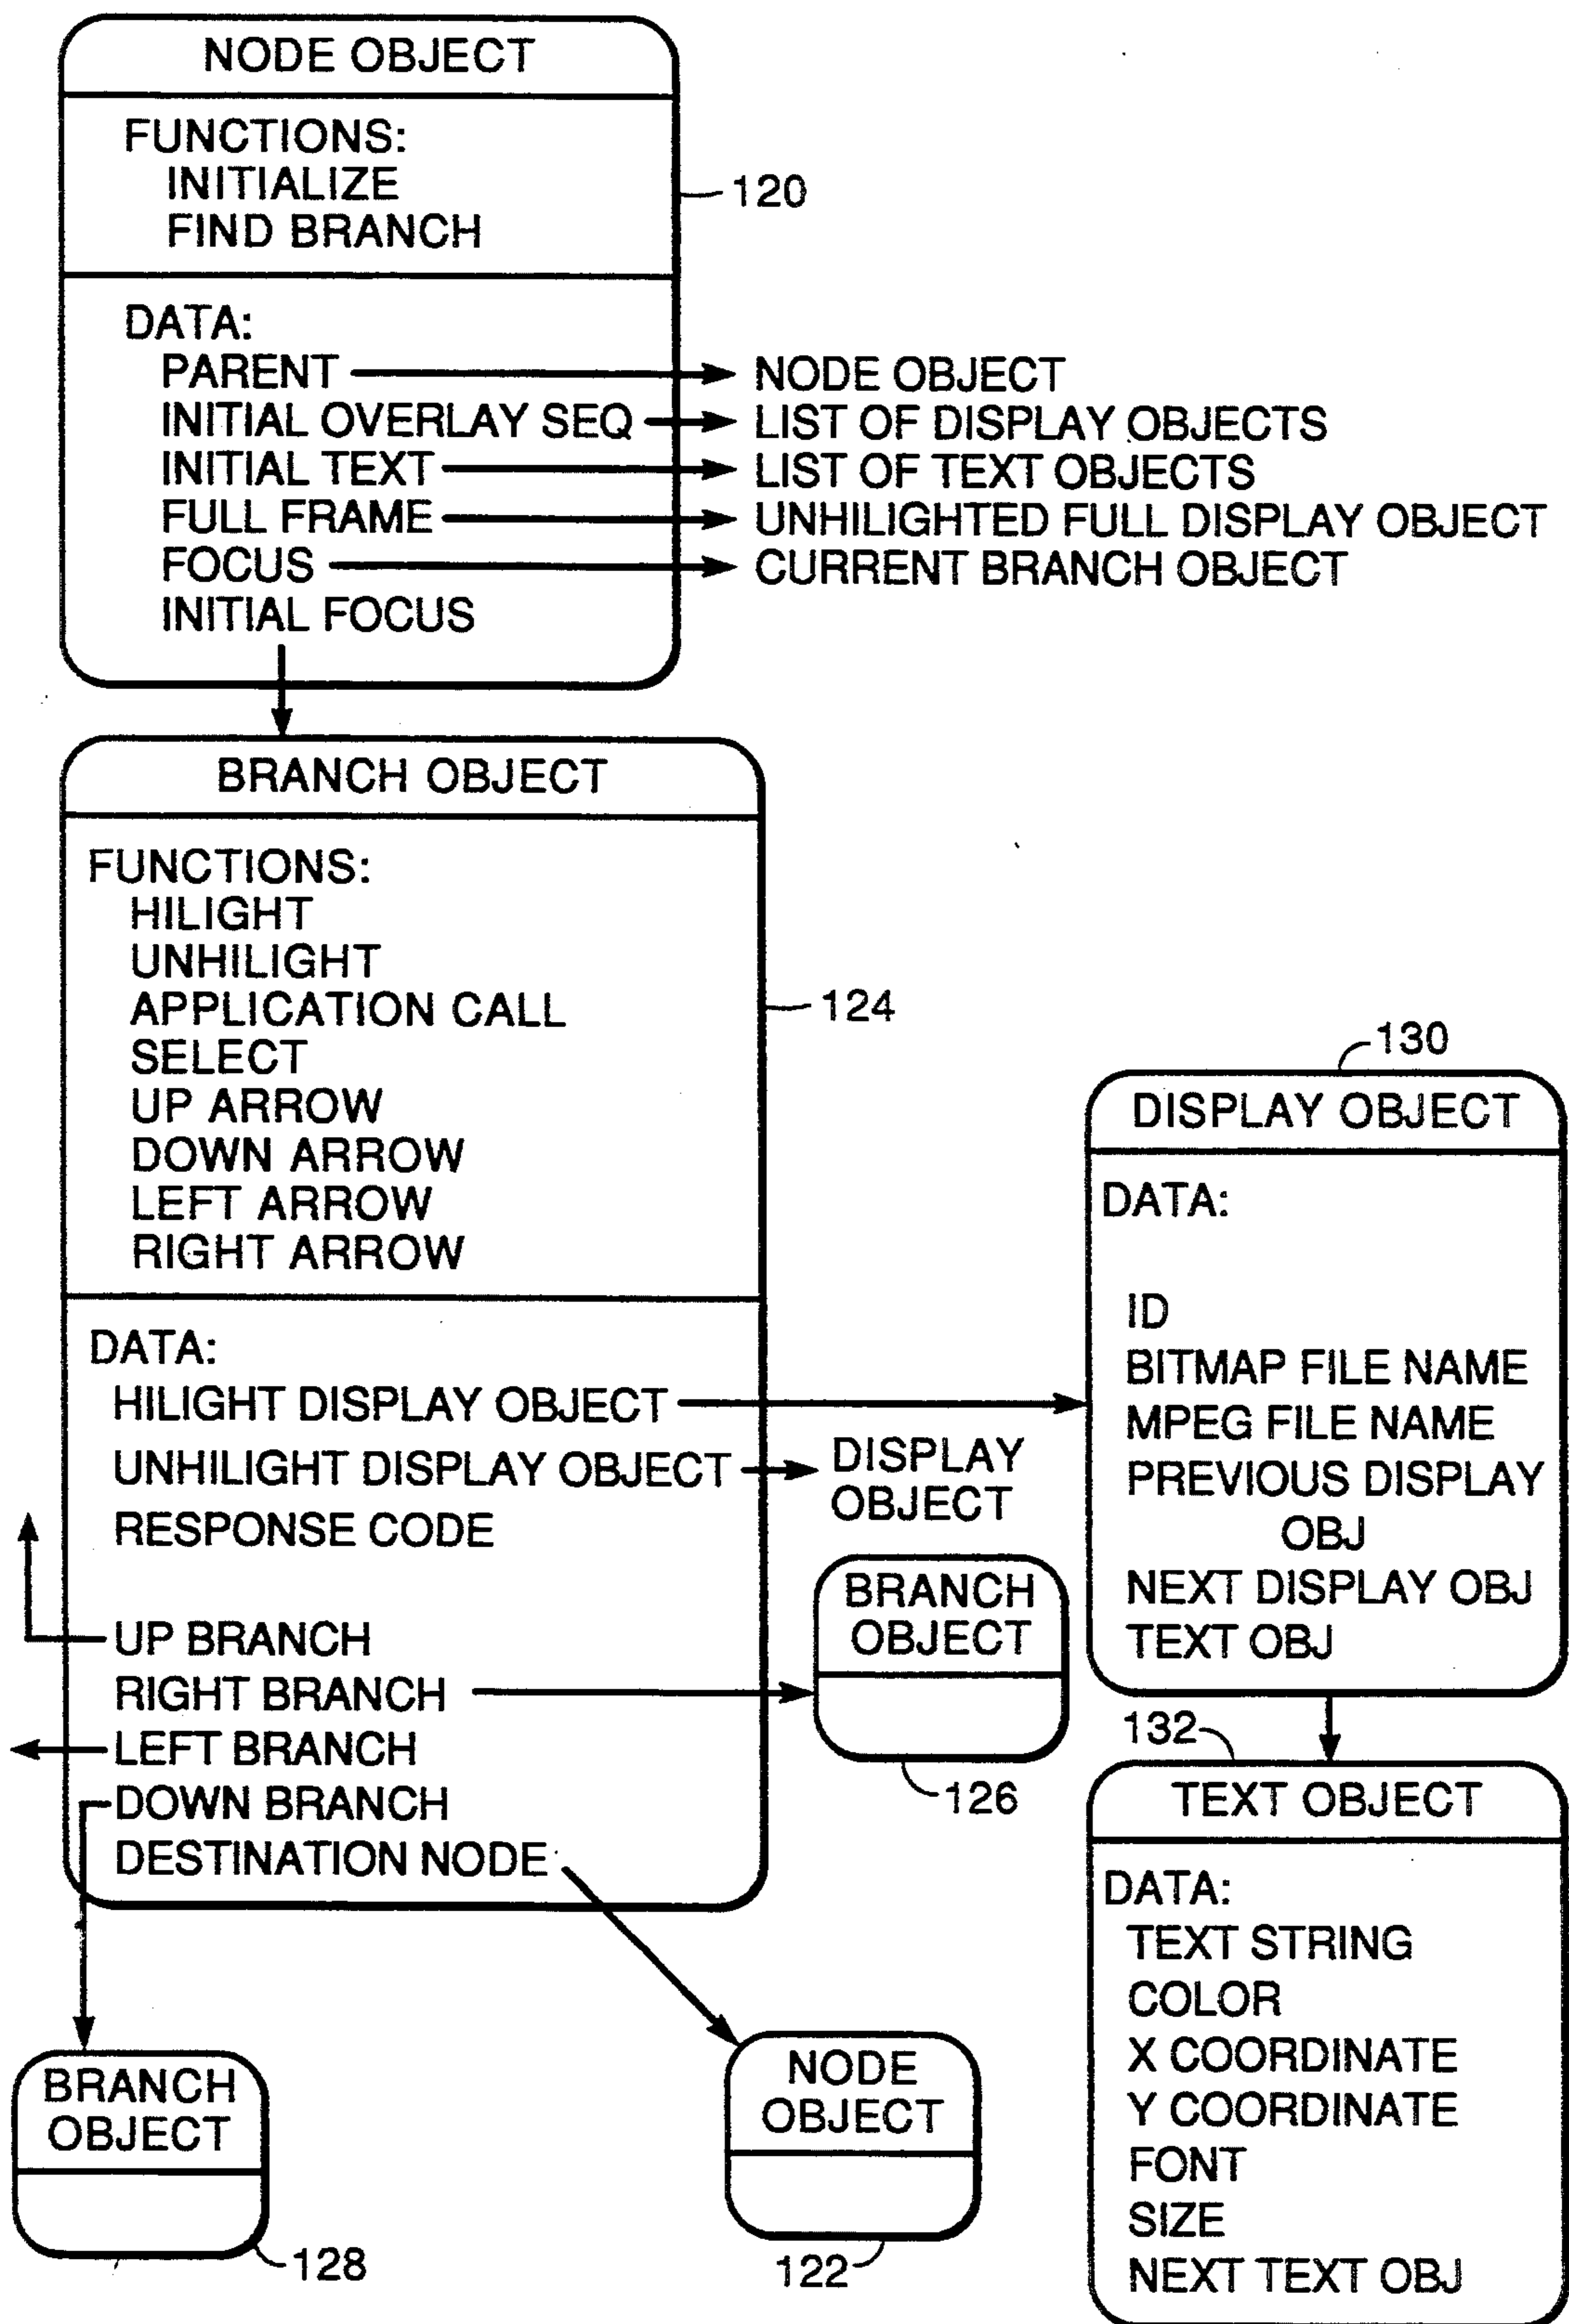 NODE OBJECT
FUNCTIONS:
INITIALIZE
FIND BRANCH
120
DATA:
PARENT
NODE OBJECT
INITIAL OVERLAY SEQ
LIST OF DISPLAY OBJECTS
INITIAL TEXT
LIST OF TEXT OBJECTS
FULL FRAME
UNHILIGHTED FULL DISPLAY OBJECT
FOCUS
CURRENT BRANCH OBJECT
INITIAL FOCUS
BRANCH OBJECT
FUNCTIONS:
HILIGHT
UNHILIGHT
APPLICATION CALL
SELECT
UP ARROW
DOWN ARROW
LEFT ARROW
RIGHT ARROW
124
DATA:
HILIGHT DISPLAY OBJECT
UNHILIGHT DISPLAY OBJECT
DISPLAY
OBJECT
RESPONSE CODE
UP BRANCH
RIGHT BRANCH
LEFT BRANCH
DOWN BRANCH
DESTINATION NODE
BRANCH
OBJECT
126
130
DISPLAY OBJECT
DATA:
ID
BITMAP FILE NAME
MPEG FILE NAME
PREVIOUS DISPLAY
OBJ
NEXT DISPLAY OBJ
TEXT OBJ
132
TEXT OBJECT
DATA:
TEXT STRING
COLOR
X COORDINATE
Y COORDINATE
FONT
SIZE
NEXT TEXT OBJ
BRANCH
OBJECT
128
NODE
OBJECT
122